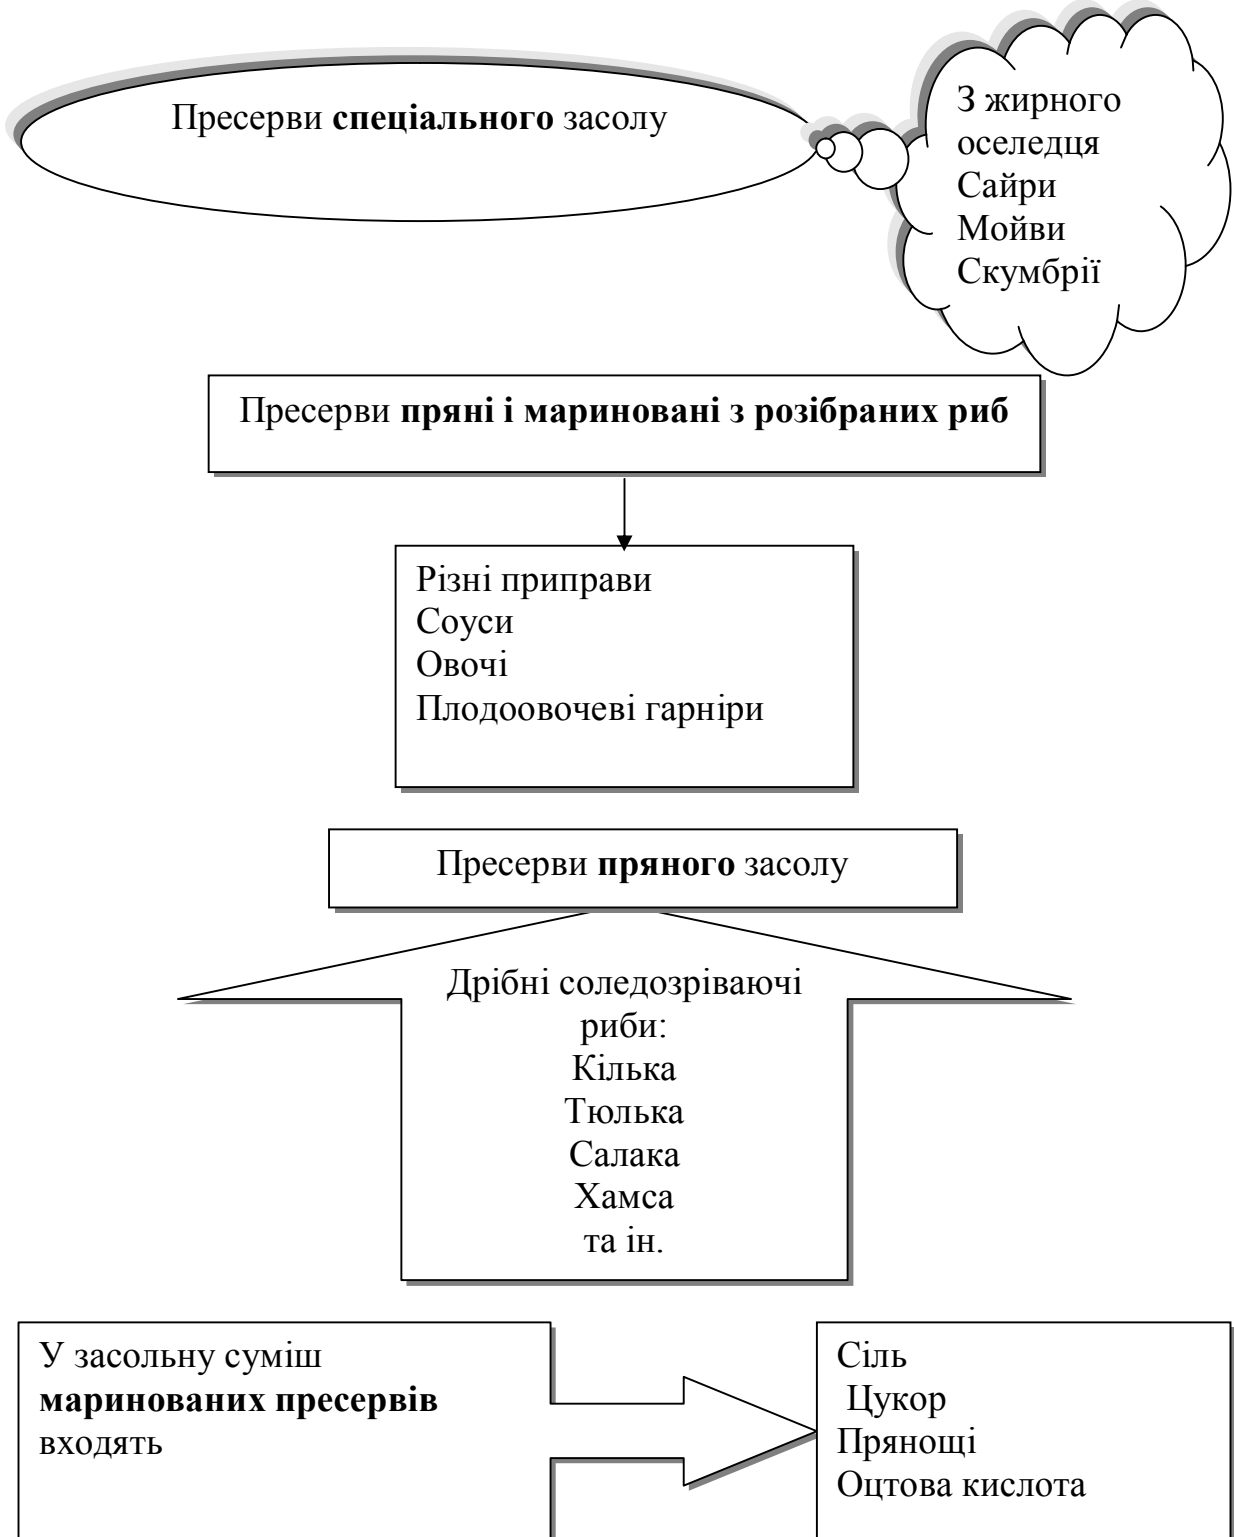 Пресерви спеціального засолу
З жирного
оселедця
Сайри
Мойви
Скумбрії
Пресерви пряні і мариновані з розібраних риб
Різні приправи
Соуси
Овочі
Плодоовочеві гарніри
Пресерви пряного засолу
Дрібні соледозріваючі
риби:
Кілька
Тюлька
Салака
Хамса
та ін.
У засольну суміш
маринованих пресервів
входять
Сіль
Цукор
Прянощі
Оцтова кислота